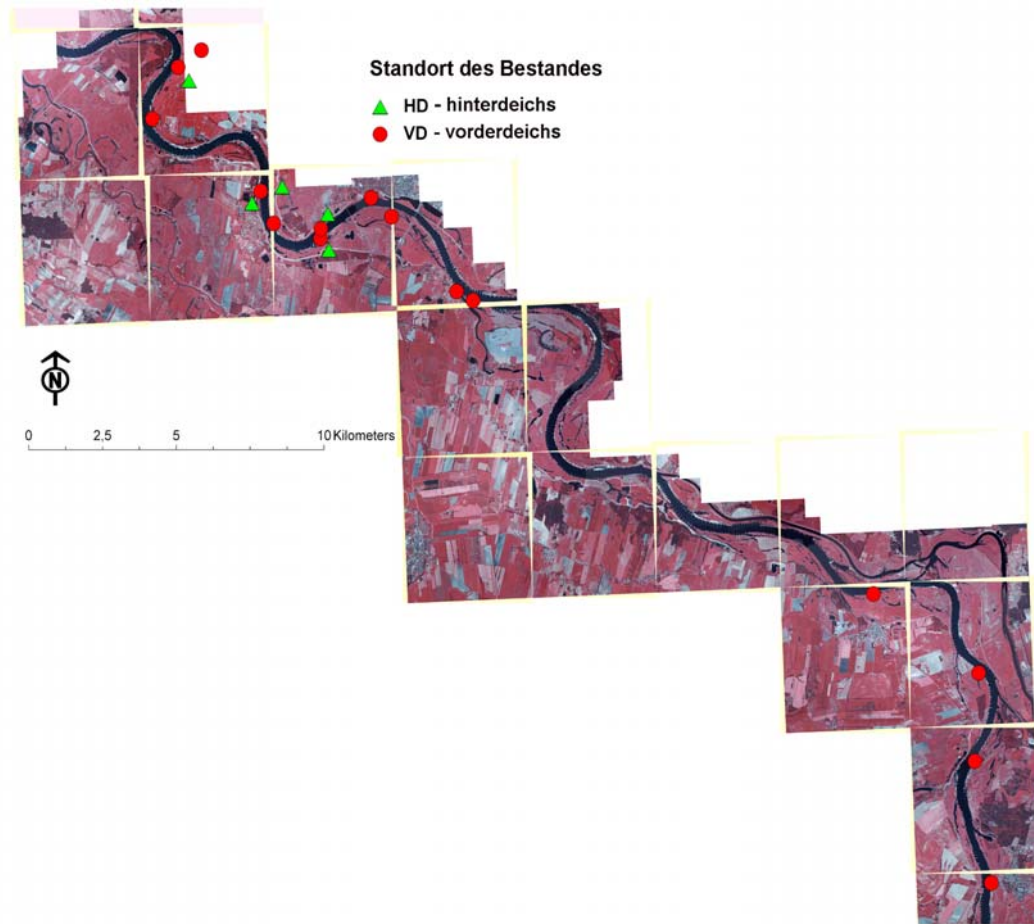 Standort des Bestandes
HD - hinterdeichs
VD - vorderdeichs
N
0 2,5 5 10 Kilometers